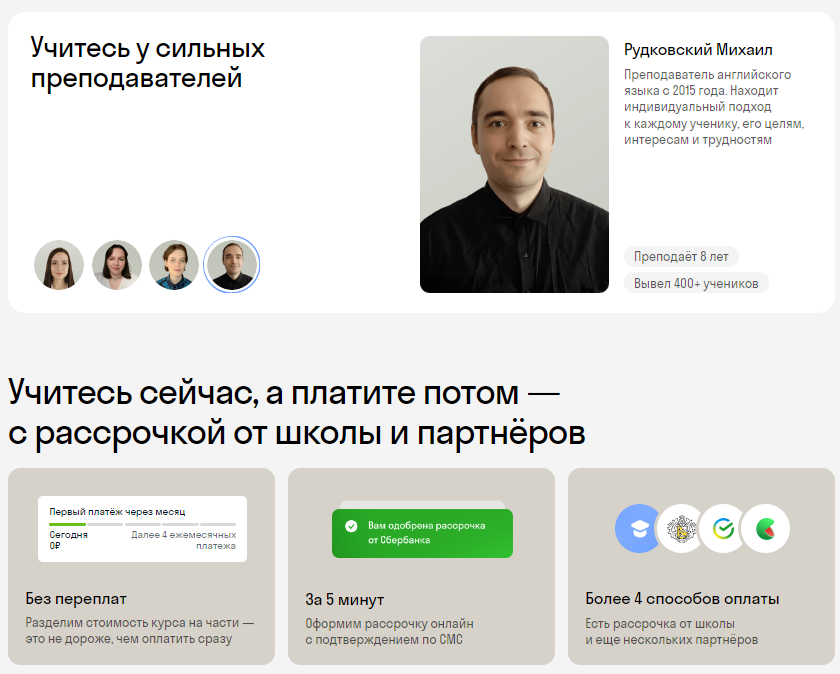 Учитесь у сильных
преподавателей
Рудковский Михаил
Преподаватель английского
языка с 2015 года. Находит
индивидуальный подход
к каждому ученику, его целям,
интересам и трудностям
Преподаёт 8 лет
Вывел 400+ учеников
Учитесь сейчас, а платите потом —
с рассрочкой от школы и партнёров
Первый платёж через месяц
Сегодня
0₽
Далее 4 ежемесячных
платежа
Без переплат
Разделим стоимость курса на части —
это не дороже, чем оплатить сразу
Вам одобрена рассрочка
от Сбербанка
За 5 минут
Оформим рассрочку онлайн
с подтверждением по СМС
Более 4 способов оплаты
Есть рассрочка от школы
и еще нескольких партнёров